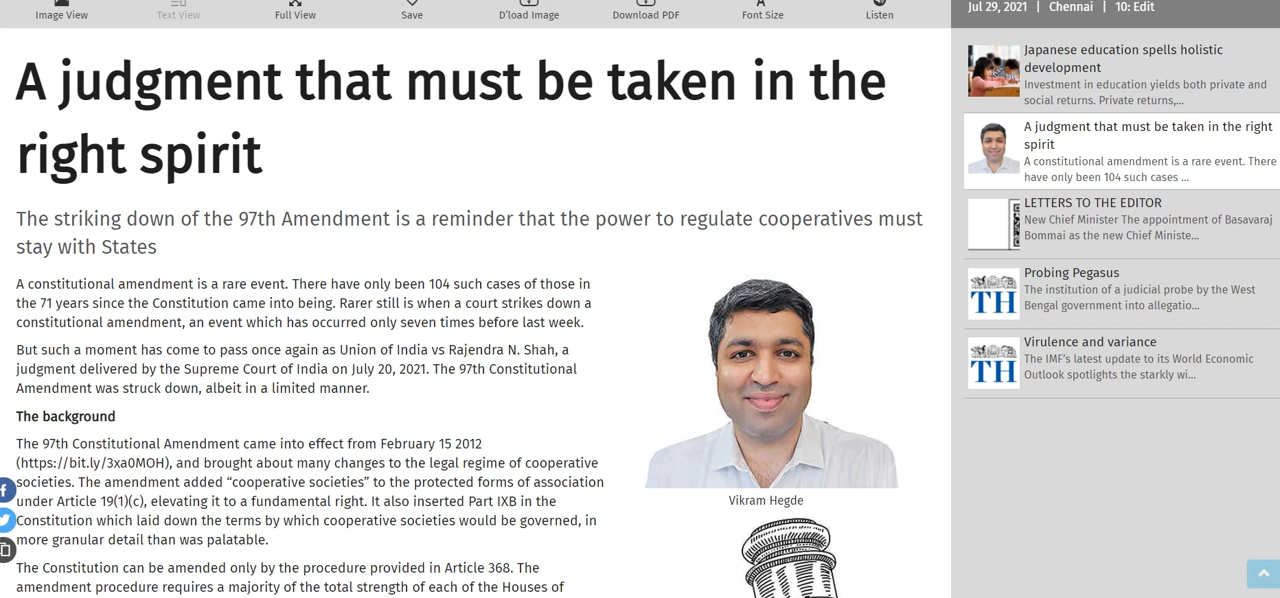 Image View
Text View
Full View
Save
D'load Image
Download PDF
Font Size
Listen
A judgment that must be taken in the
right spirit
The striking down of the 97th Amendment is a reminder that the power to regulate cooperatives must
stay with States
A constitutional amendment is a rare event. There have only been 104 such cases of those in
the 71 years since the Constitution came into being. Rarer still is when a court strikes down a
constitutional amendment, an event which has occurred only seven times before last week.
But such a moment has come to pass once again as Union of India vs Rajendra N. Shah, a
judgment delivered by the Supreme Court of India on July 20, 2021. The 97th Constitutional
Amendment was struck down, albeit in a limited manner.
The background
The 97th Constitutional Amendment came into effect from February 15 2012
(https://bit.ly/3xa0MOH), and brought about many changes to the legal regime of cooperative
societies. The amendment added “cooperative societies” to the protected forms of association
under Article 19(1)(c), elevating it to a fundamental right. It also inserted Part IXB in the
Constitution which laid down the terms by which cooperative societies would be governed, in
more granular detail than was palatable.
The Constitution can be amended only by the procedure provided in Article 368. The
amendment procedure requires a majority of the total strength of each of the Houses of
Vikram Hegde
Jul 29, 2021 | Chennai | 10: Edit
Japanese education spells holistic
development
Investment in education yields both private and
social returns. Private returns,...
A judgment that must be taken in the right
spirit
A constitutional amendment is a rare event. There
have only been 104 such cases ...
LETTERS TO THE EDITOR
New Chief Minister The appointment of Basavaraj
Bommai as the new Chief Ministe...
TH
Probing Pegasus
The institution of a judicial probe by the West
Bengal government into allegatio...
TH
Virulence and variance
The IMF's latest update to its World Economic
Outlook spotlights the starkly wi...